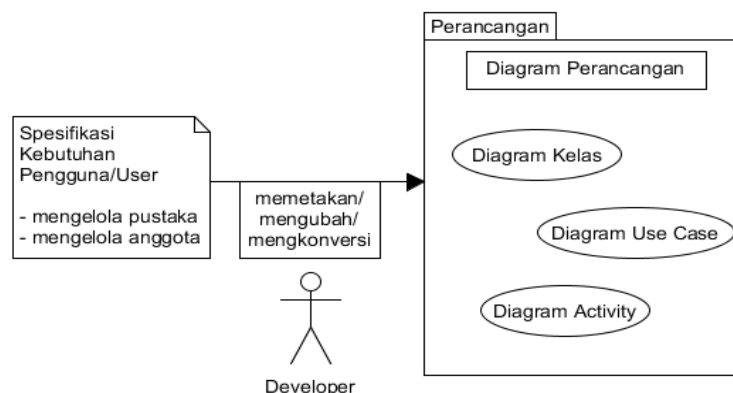 Perancangan
Diagram Perancangan
Spesifikasi
Kebutuhan
Pengguna/User
- mengelola pustaka
- mengelola anggota
memetakan/
mengubah/
mengkonversi
Diagram Kelas
Diagram Use Case
Diagram Activity
Developer